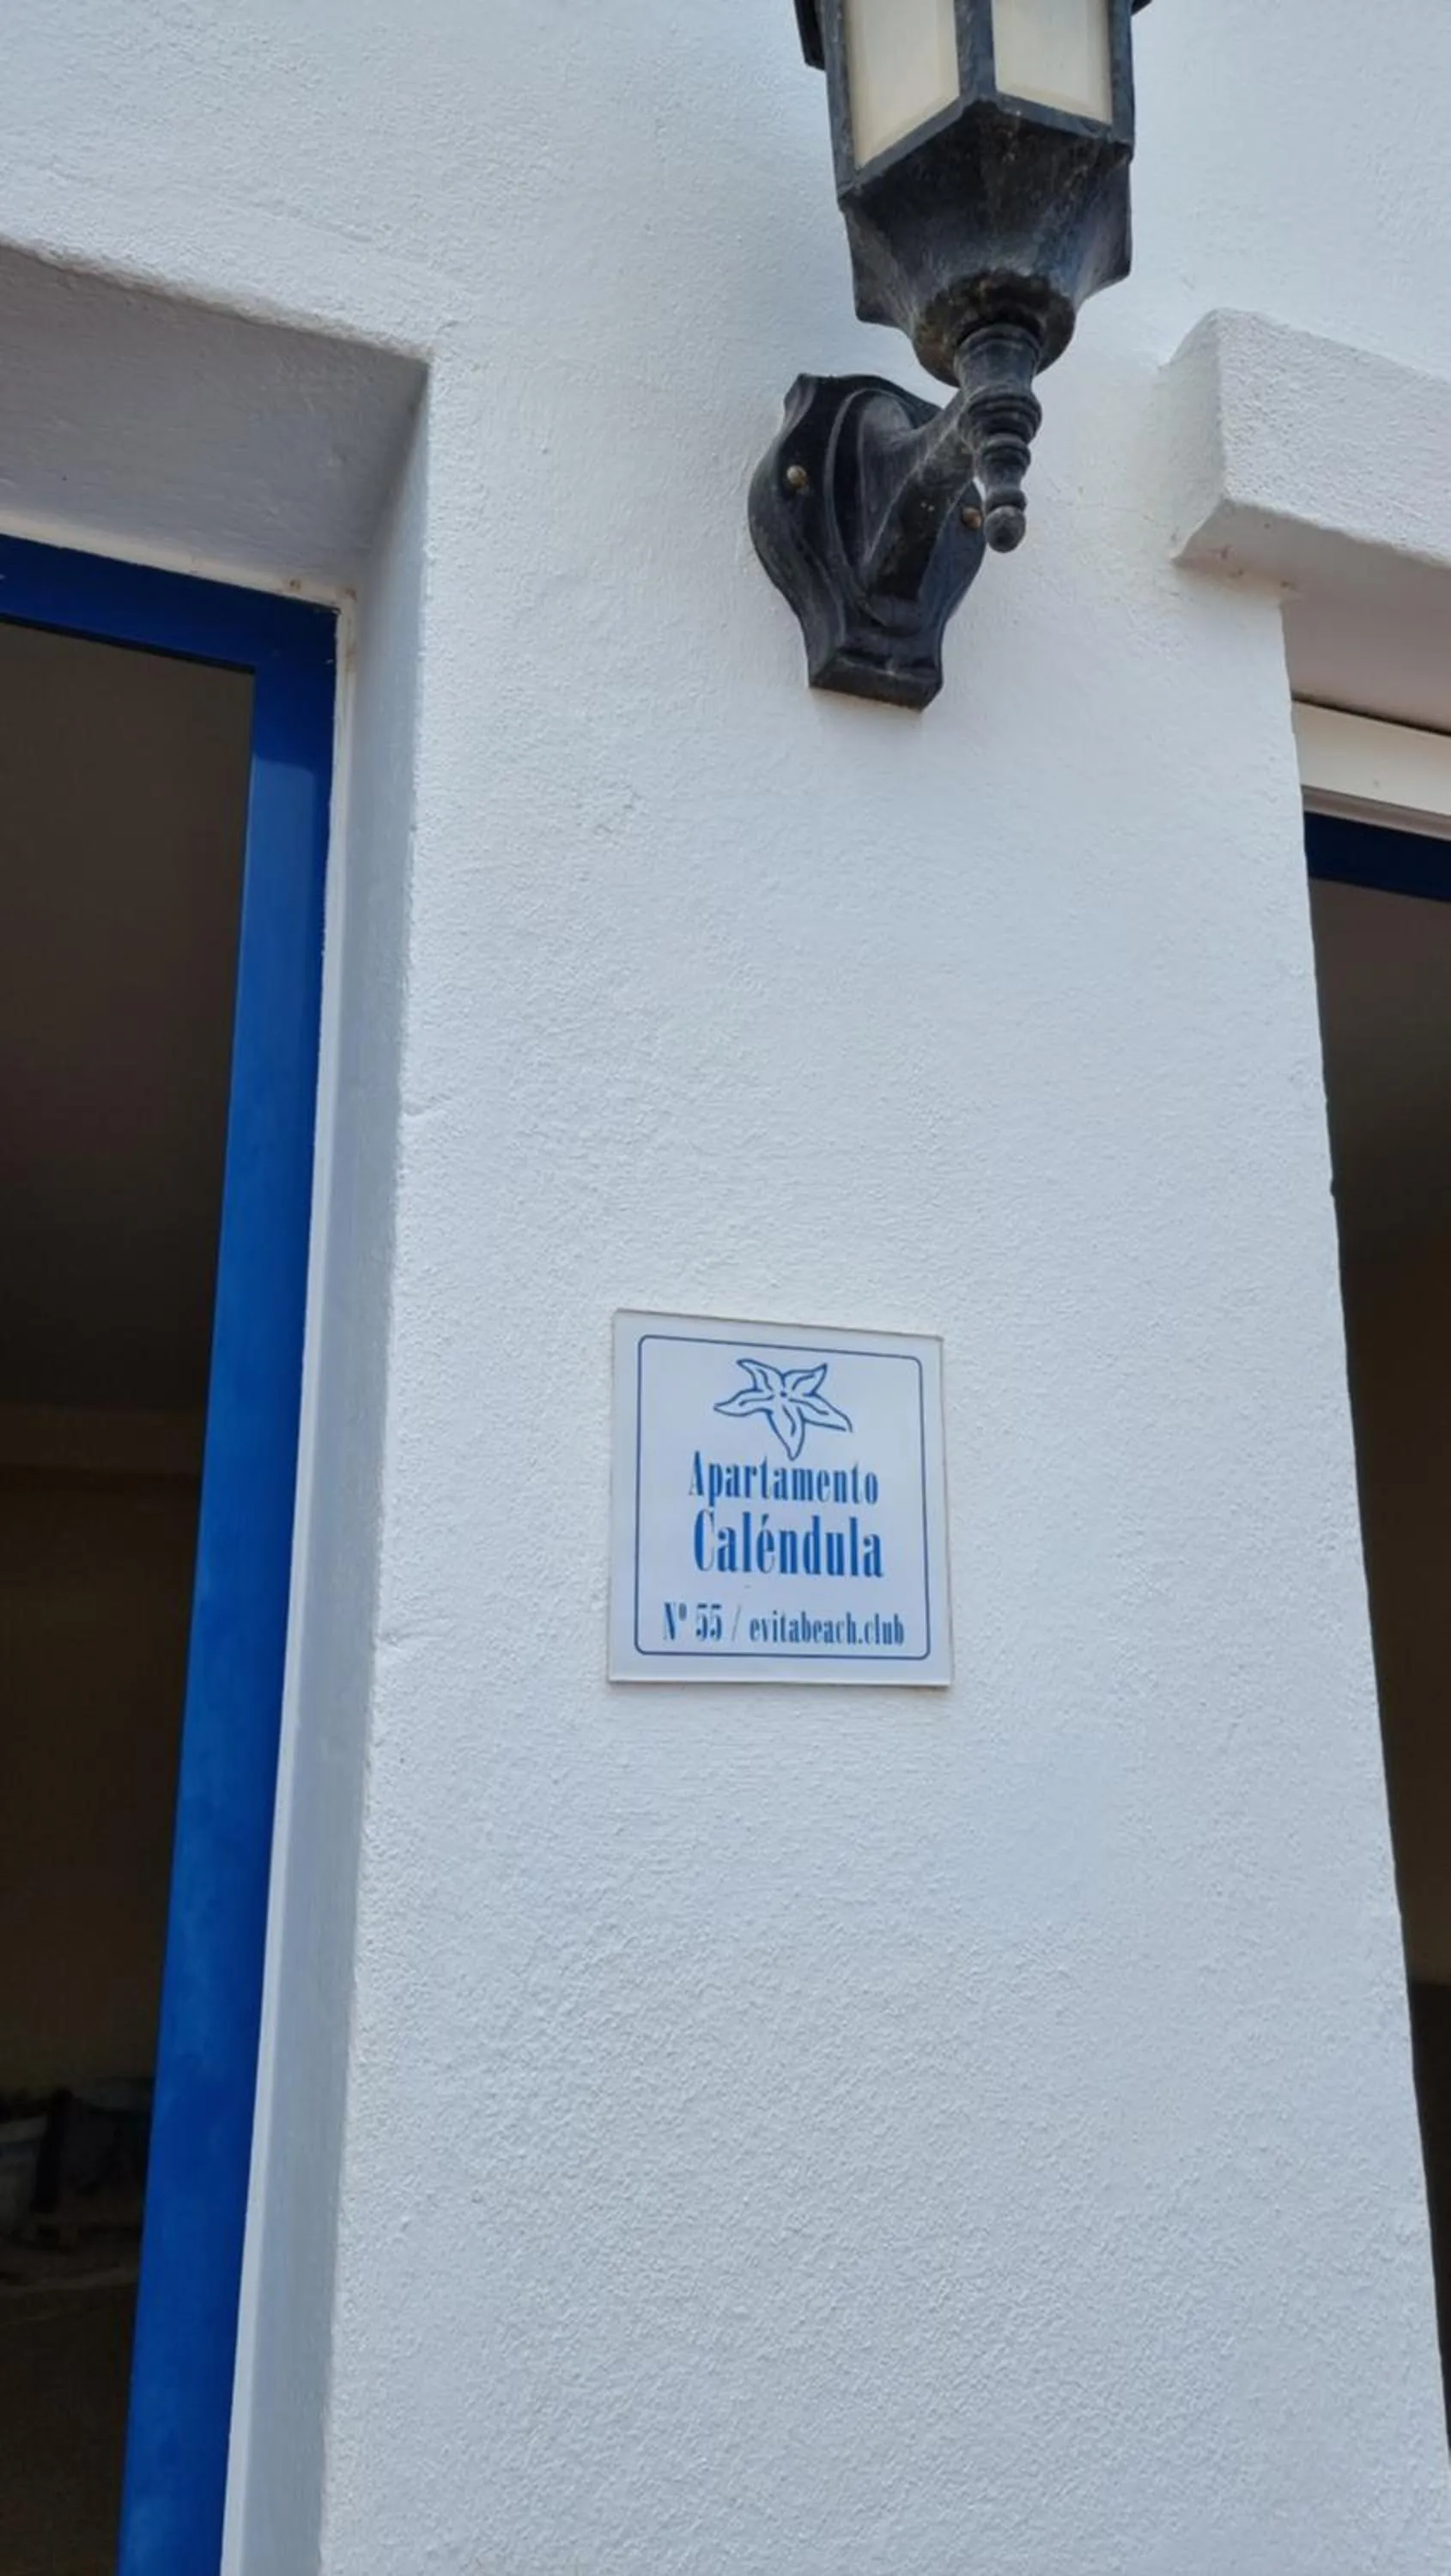 Apartamento
Caléndula
Nº 55 / evitabeach.club